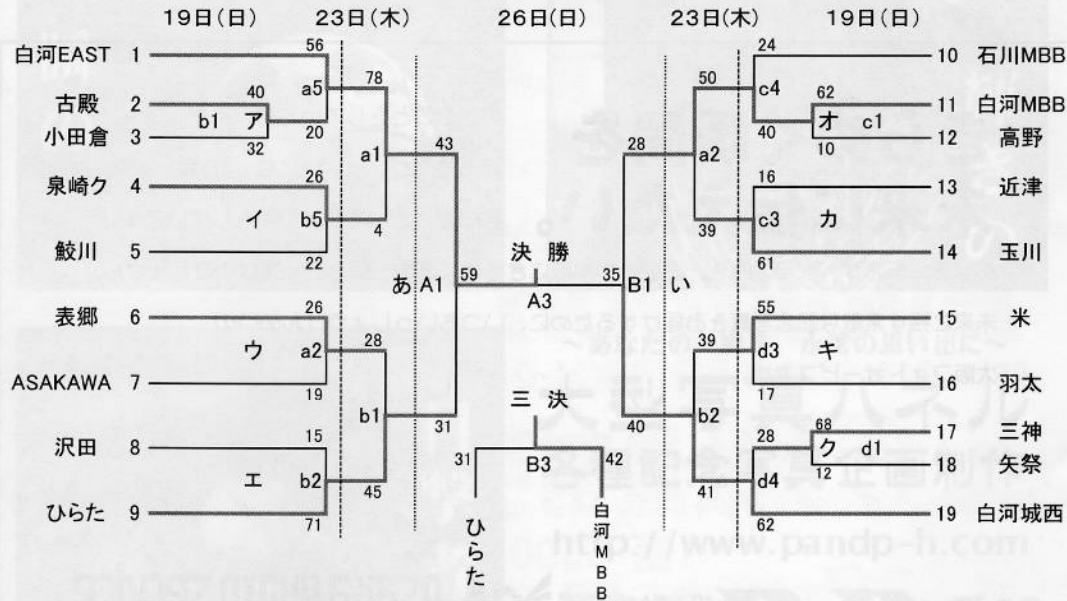 19日(日) 23日(木) 26日(日) 23日(木) 19日(日)
白河EAST 1 56 24 10 石川MBB
a5 78 50 c4
古殿 2 40 62 11 白河MBB
b1 ア 20 40 オ c1
小田倉 3 32 10 12 高野
a1 43 28 a2
泉崎ク 4 26 16 13 近津
イ b5 4 39 c3 カ
鮫川 5 22 61 14 玉川
決勝
あ A1 59 35 B1 い
A3
表郷 6 26 55 15 米
ウ a2 28 39 d3 キ
ASAKAWA 7 19 17 16 羽太
三決
b1 31 40 b2
沢田 8 15 28 68 17 三神
ク d1
12 18 矢祭
エ b2 45 31 B3 42 41 d4
ひらた 9 71 62 19 白河城西
ひらた
白河MBB
http://www.pandp-h.com